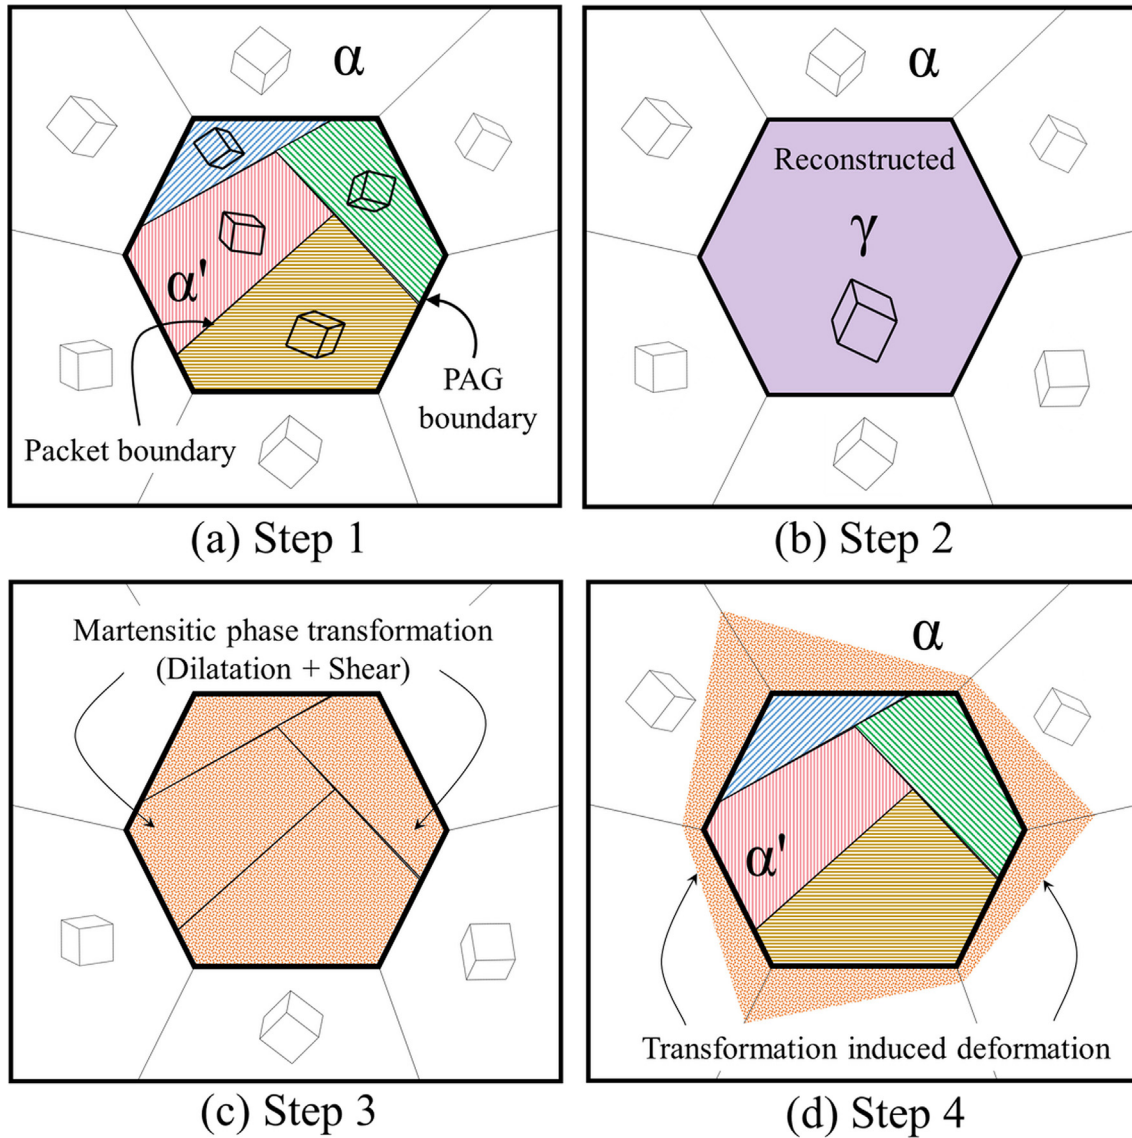 α
α'
PAG
boundary
Packet boundary
(a) Step 1
α
Reconstructed
γ
(b) Step 2
Martensitic phase transformation
(Dilatation + Shear)
(c) Step 3
α
α'
Transformation induced deformation
(d) Step 4